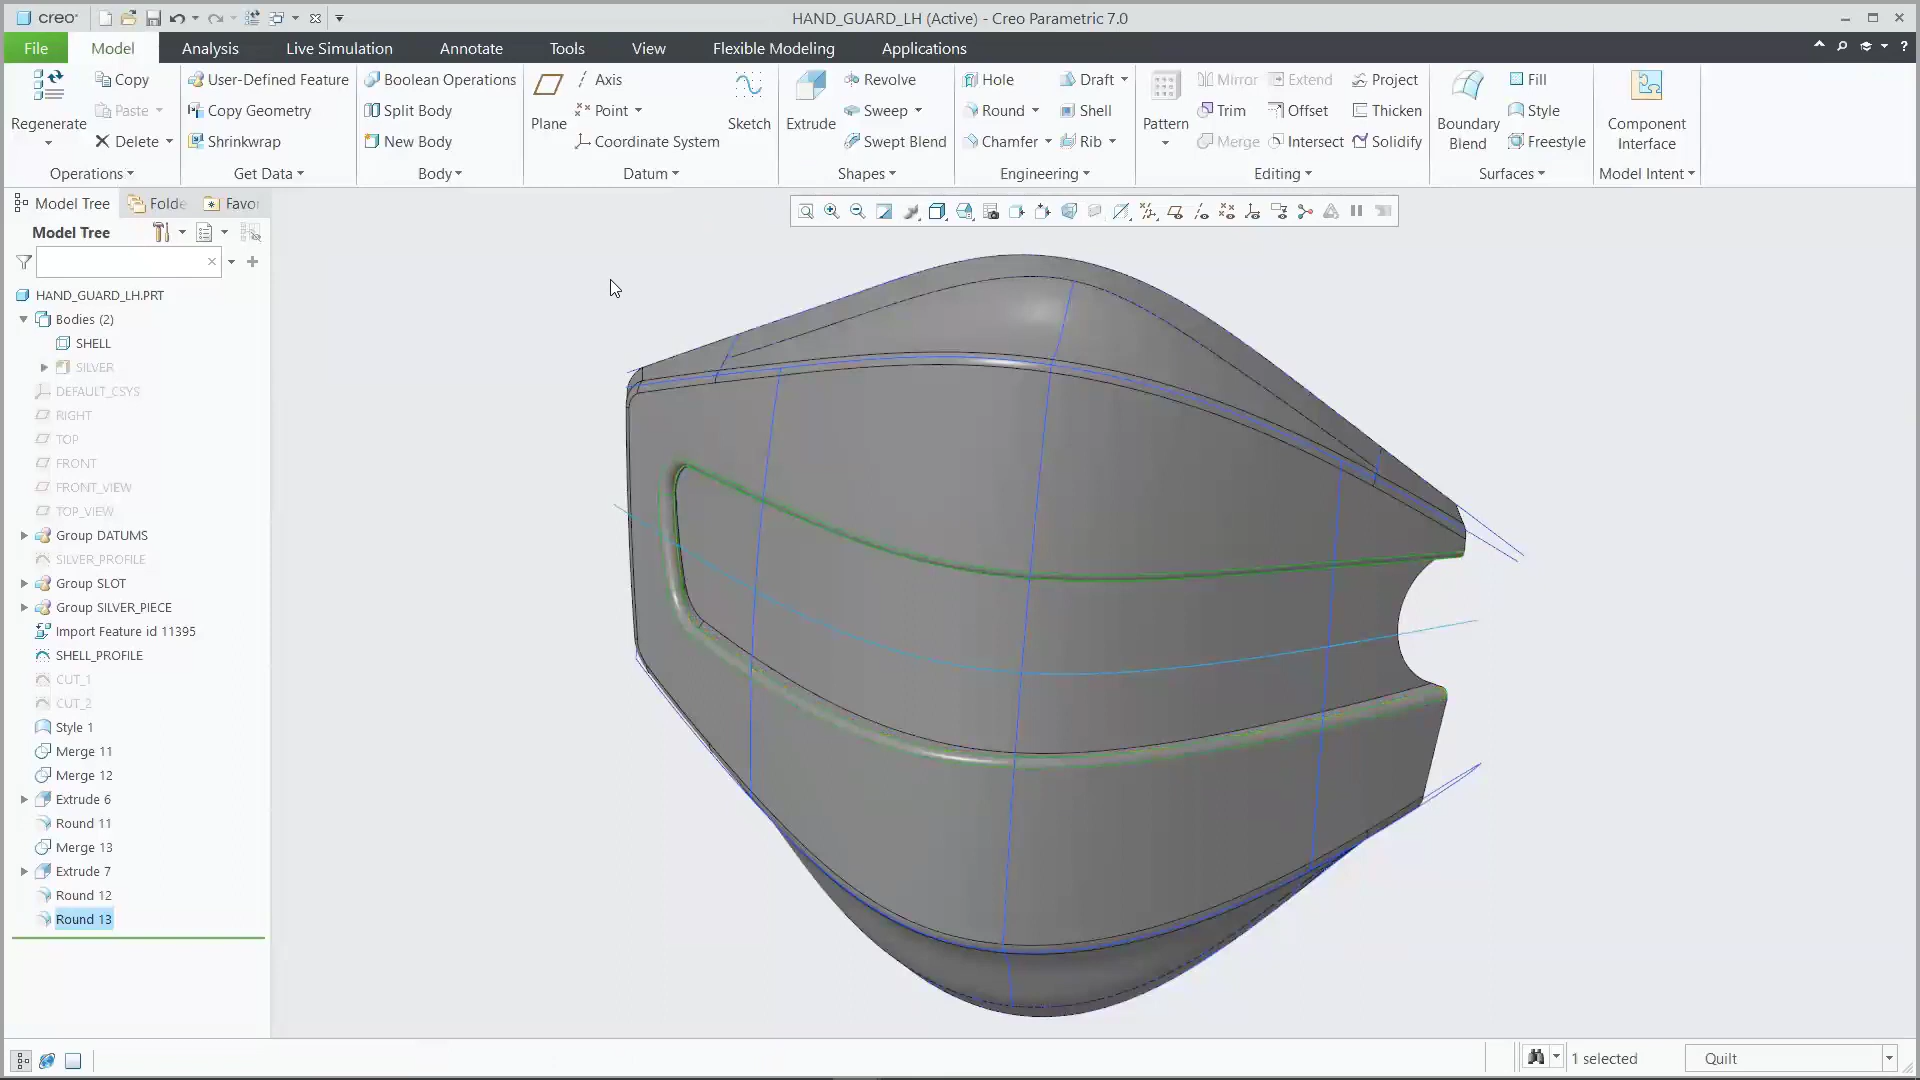 creo
HAND_GUARD_LH (Active) - Creo Parametric 7.0
File Model Analysis Live Simulation Annotate Tools View Flexible Modeling Applications
Regenerate
Copy
Paste
Delete
Operations
User-Defined Feature
Copy Geometry
Shrinkwrap
Get Data
Boolean Operations
Split Body
New Body
Body
Plane
Axis
Point
Coordinate System
Sketch
Datum
Extrude
Revolve
Sweep
Swept Blend
Shapes
Hole
Round
Chamfer
Draft
Shell
Rib
Engineering
Pattern
Mirror
Trim
Merge
Extend
Offset
Intersect
Project
Thicken
Solidify
Editing
Boundary
Blend
Fill
Style
Freestyle
Surfaces
Component
Interface
Model Intent
Model Tree Folde Favor
Model Tree
HAND_GUARD_LH.PRT
Bodies (2)
SHELL
SILVER
DEFAULT_CSYS
RIGHT
TOP
FRONT
FRONT_VIEW
TOP_VIEW
Group DATUMS
SILVER_PROFILE
Group SLOT
Group SILVER_PIECE
Import Feature id 11395
SHELL_PROFILE
CUT_1
CUT_2
Style 1
Merge 11
Merge 12
Extrude 6
Round 11
Merge 13
Extrude 7
Round 12
Round 13
1 selected
Quilt